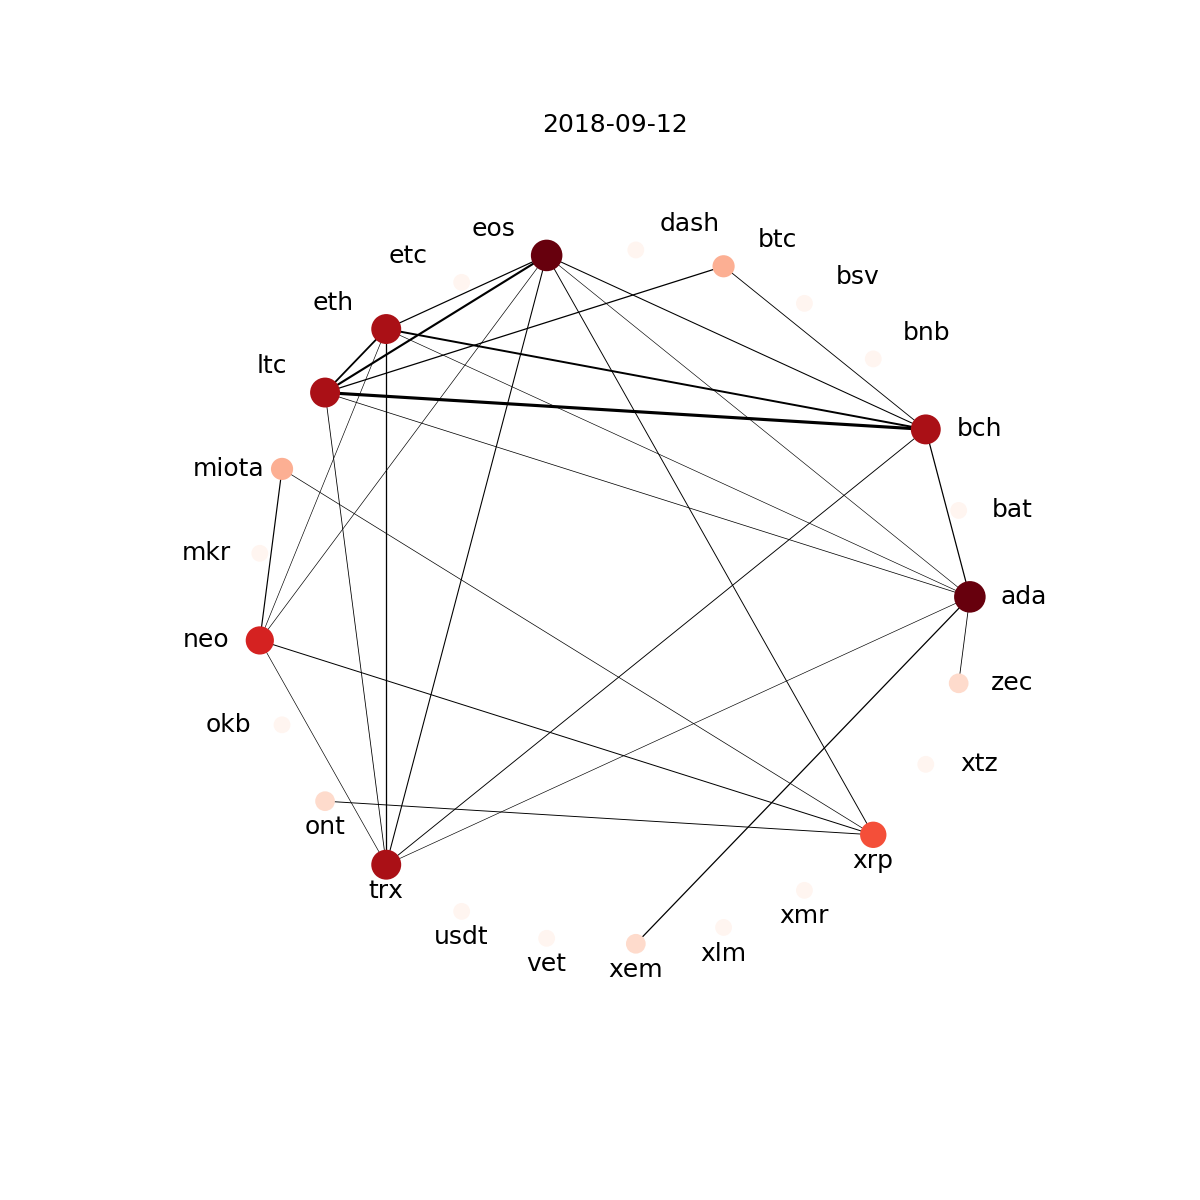 2018-09-12
dash
eos
btc
etc
bsv
eth
bnb
ltc
bch
miota
bat
mkr
ada
neo
zec
okb
xtz
ont
xrp
trx
xmr
usdt
xlm
vet
xem